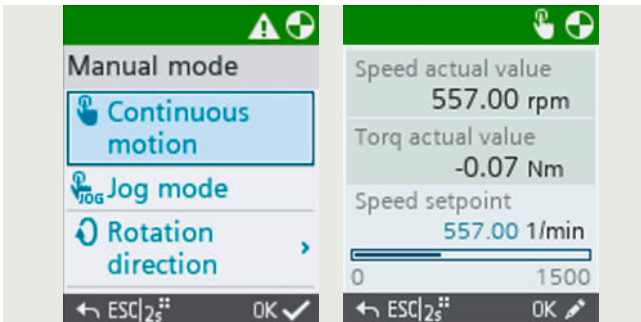 Manual mode
Continuous
motion
JOG Jog mode
Rotation
direction
ESC 2s OK
Speed actual value
557.00 rpm
Torq actual value
-0.07 Nm
Speed setpoint
557.00 1/min
0 1500
ESC 2s OK